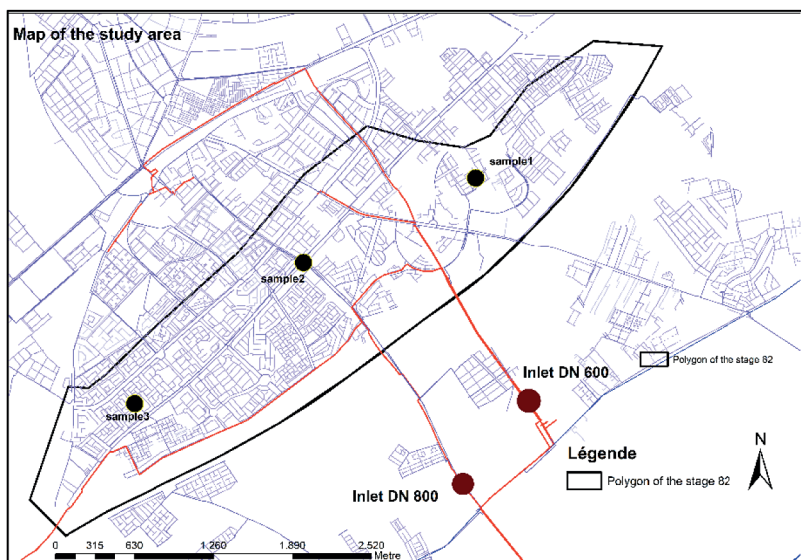 Map of the study area
sample1
sample2
Polygon of the stage 82
Inlet DN 600
sample3
Légende
N
Polygon of the stage 82
Inlet DN 800
0 315 630 1.260 1.890 2.520
Metre